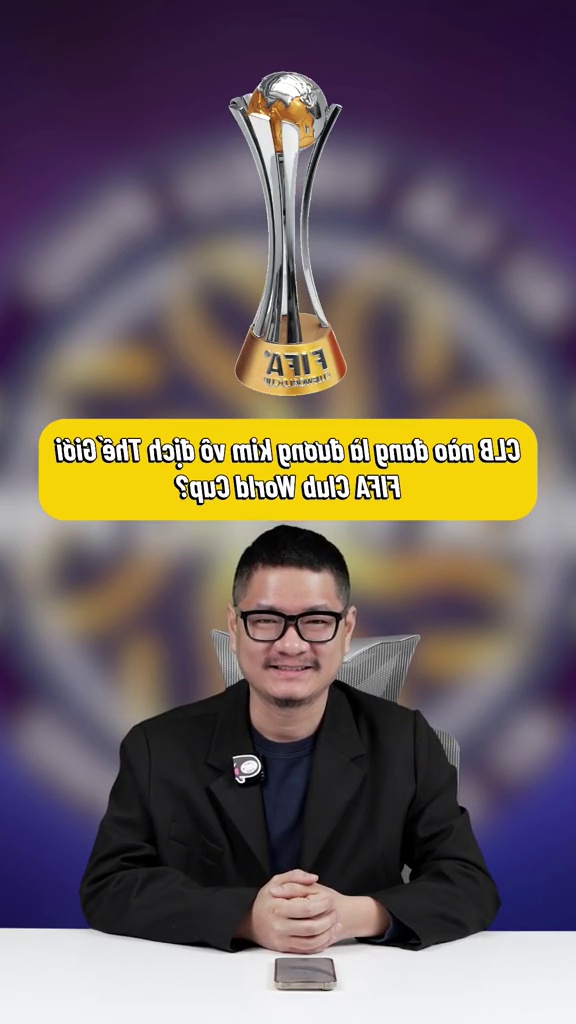 FIFA
CLB nào đang là đương kim vô địch Thế Giới
FIFA Club World Cup?